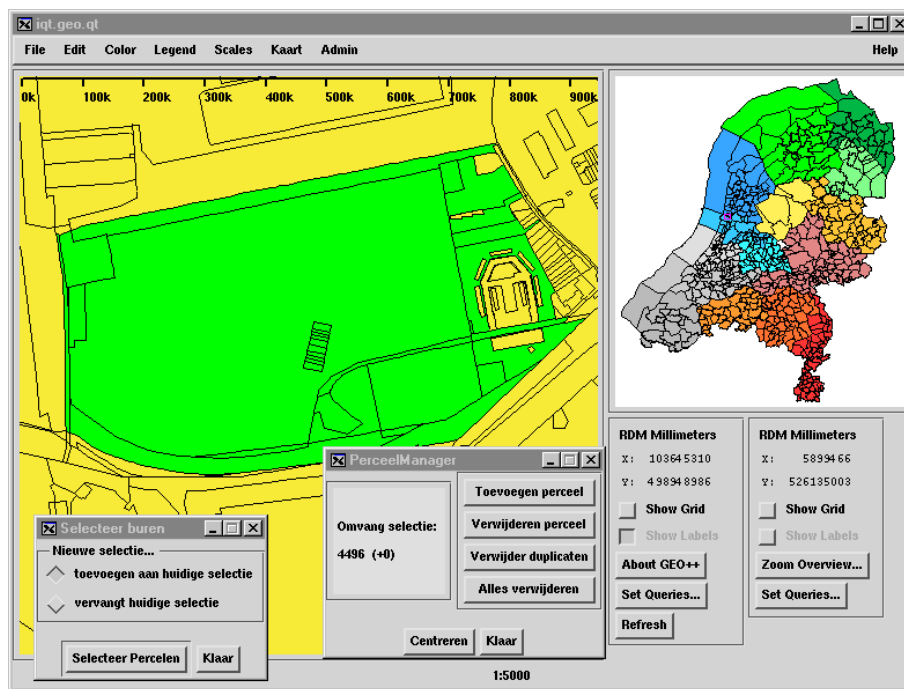 iqt.geo.qt
File Edit Color Legend Scales Kaart Admin Help
0k 100k 200k 300k 400k 500k 600k 700k 800k 900k
RDM Millimeters
X: 103645310
Y: 498948986
Show Grid
Show Labels
About GEO++
Set Queries...
Refresh
RDM Millimeters
X: 5899466
Y: 526135003
Show Grid
Show Labels
Zoom Overview...
Set Queries...
PerceelManager
Omvang selectie:
4496 (+0)
Toevoegen perceel
Verwijderen perceel
Verwijder duplicaten
Alles verwijderen
Centreren Klaar
Selecteer buren
Nieuwe selectie...
toevoegen aan huidige selectie
vervangt huidige selectie
Selecteer Percelen Klaar
1:5000